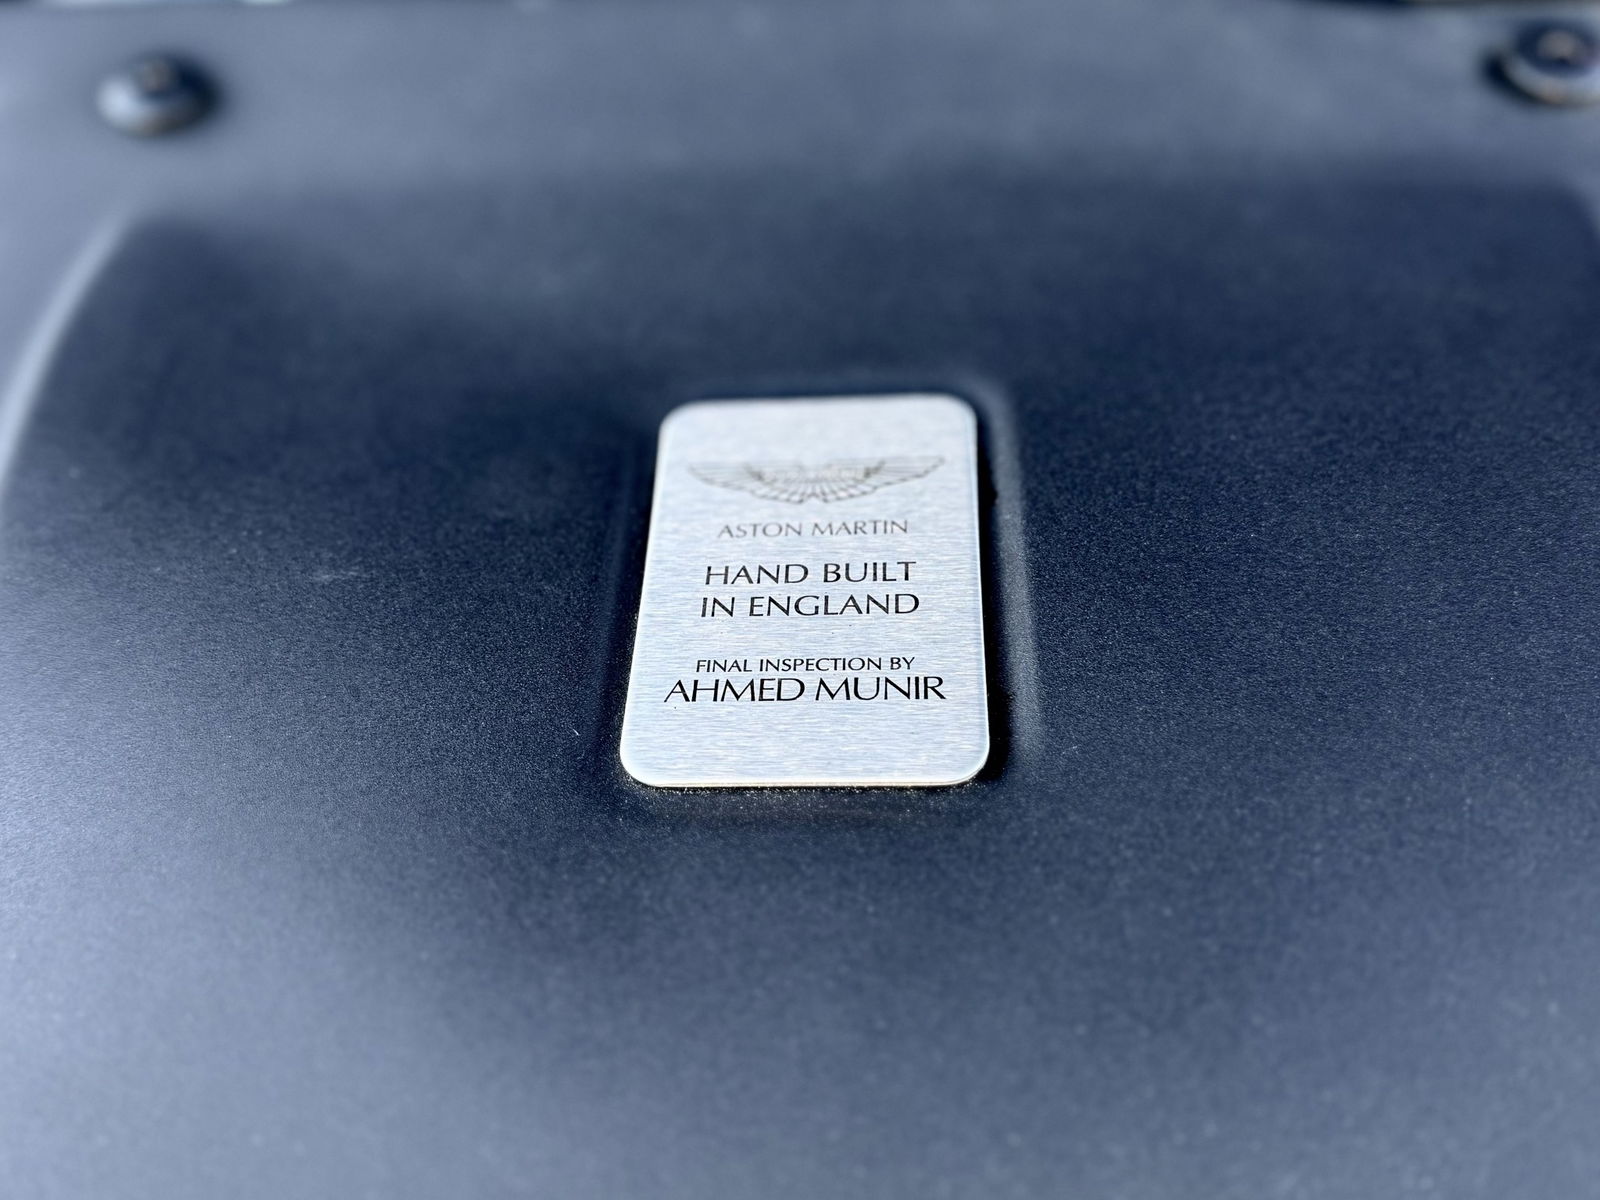 ASTON MARTIN
HAND BUILT
IN ENGLAND
FINAL INSPECTION BY
AHMED MUNIR